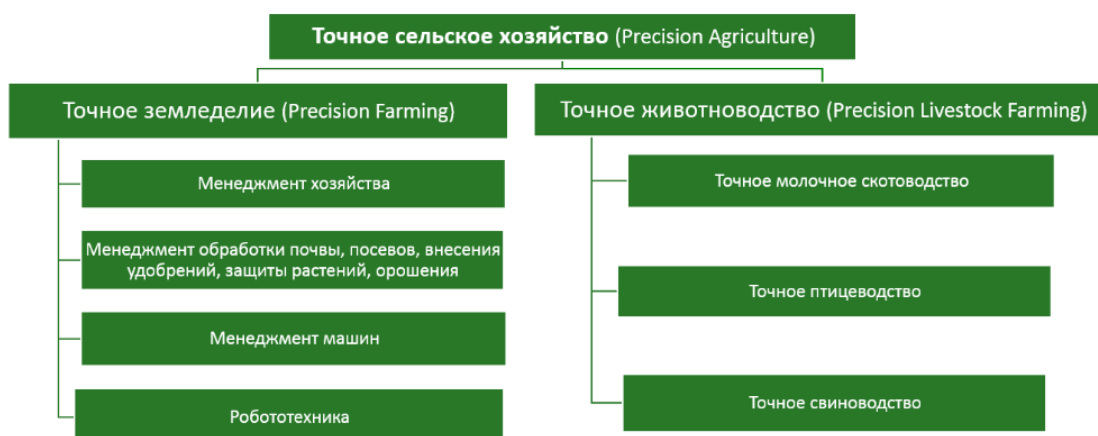 Точное сельское хозяйство (Precision Agriculture)
Точное земледелие (Precision Farming)
Менеджмент хозяйства
Менеджмент обработки почвы, посевов, внесения
удобрений, защиты растений, орошения
Менеджмент машин
Робототехника
Точное животноводство (Precision Livestock Farming)
Точное молочное скотоводство
Точное птицеводство
Точное свиноводство